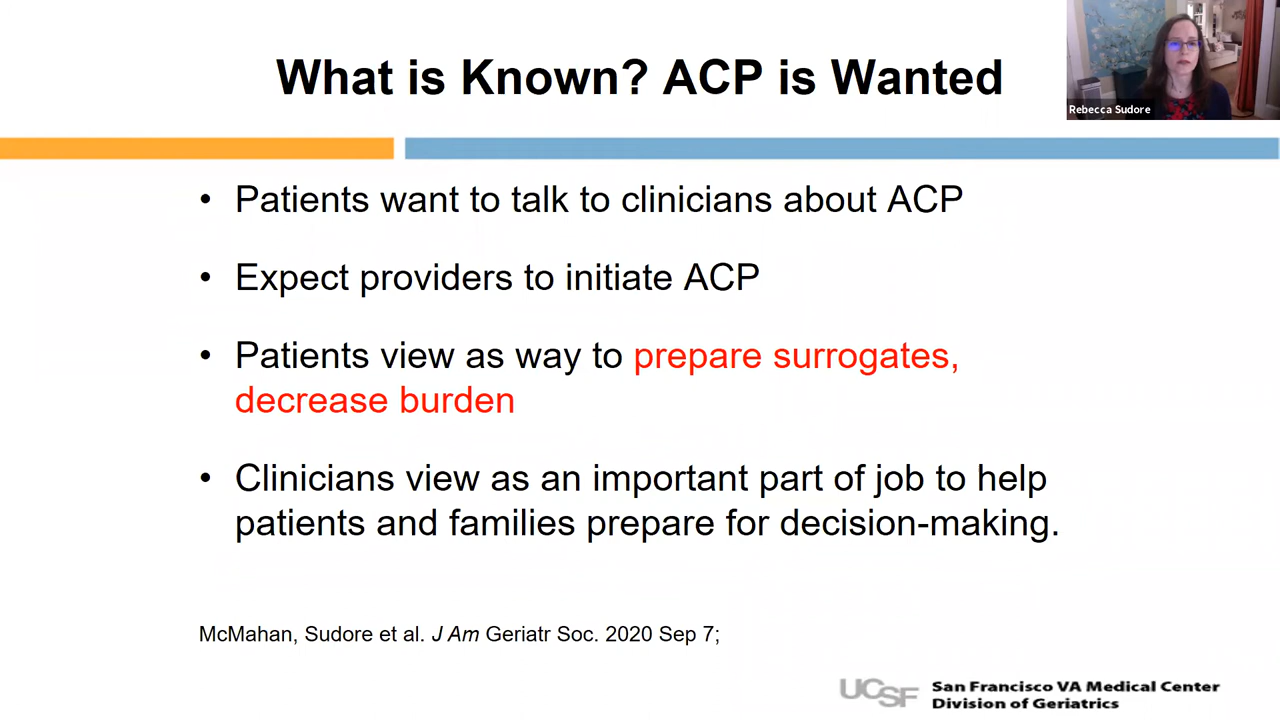 What is Known? ACP is Wanted
Rebecca Sudore
• Patients want to talk to clinicians about ACP
• Expect providers to initiate ACP
• Patients view as way to prepare surrogates,
decrease burden
• Clinicians view as an important part of job to help
patients and families prepare for decision-making.
McMahan, Sudore et al. J Am Geriatr Soc. 2020 Sep 7;
UCSF
San Francisco VA Medical Center
Division of Geriatrics